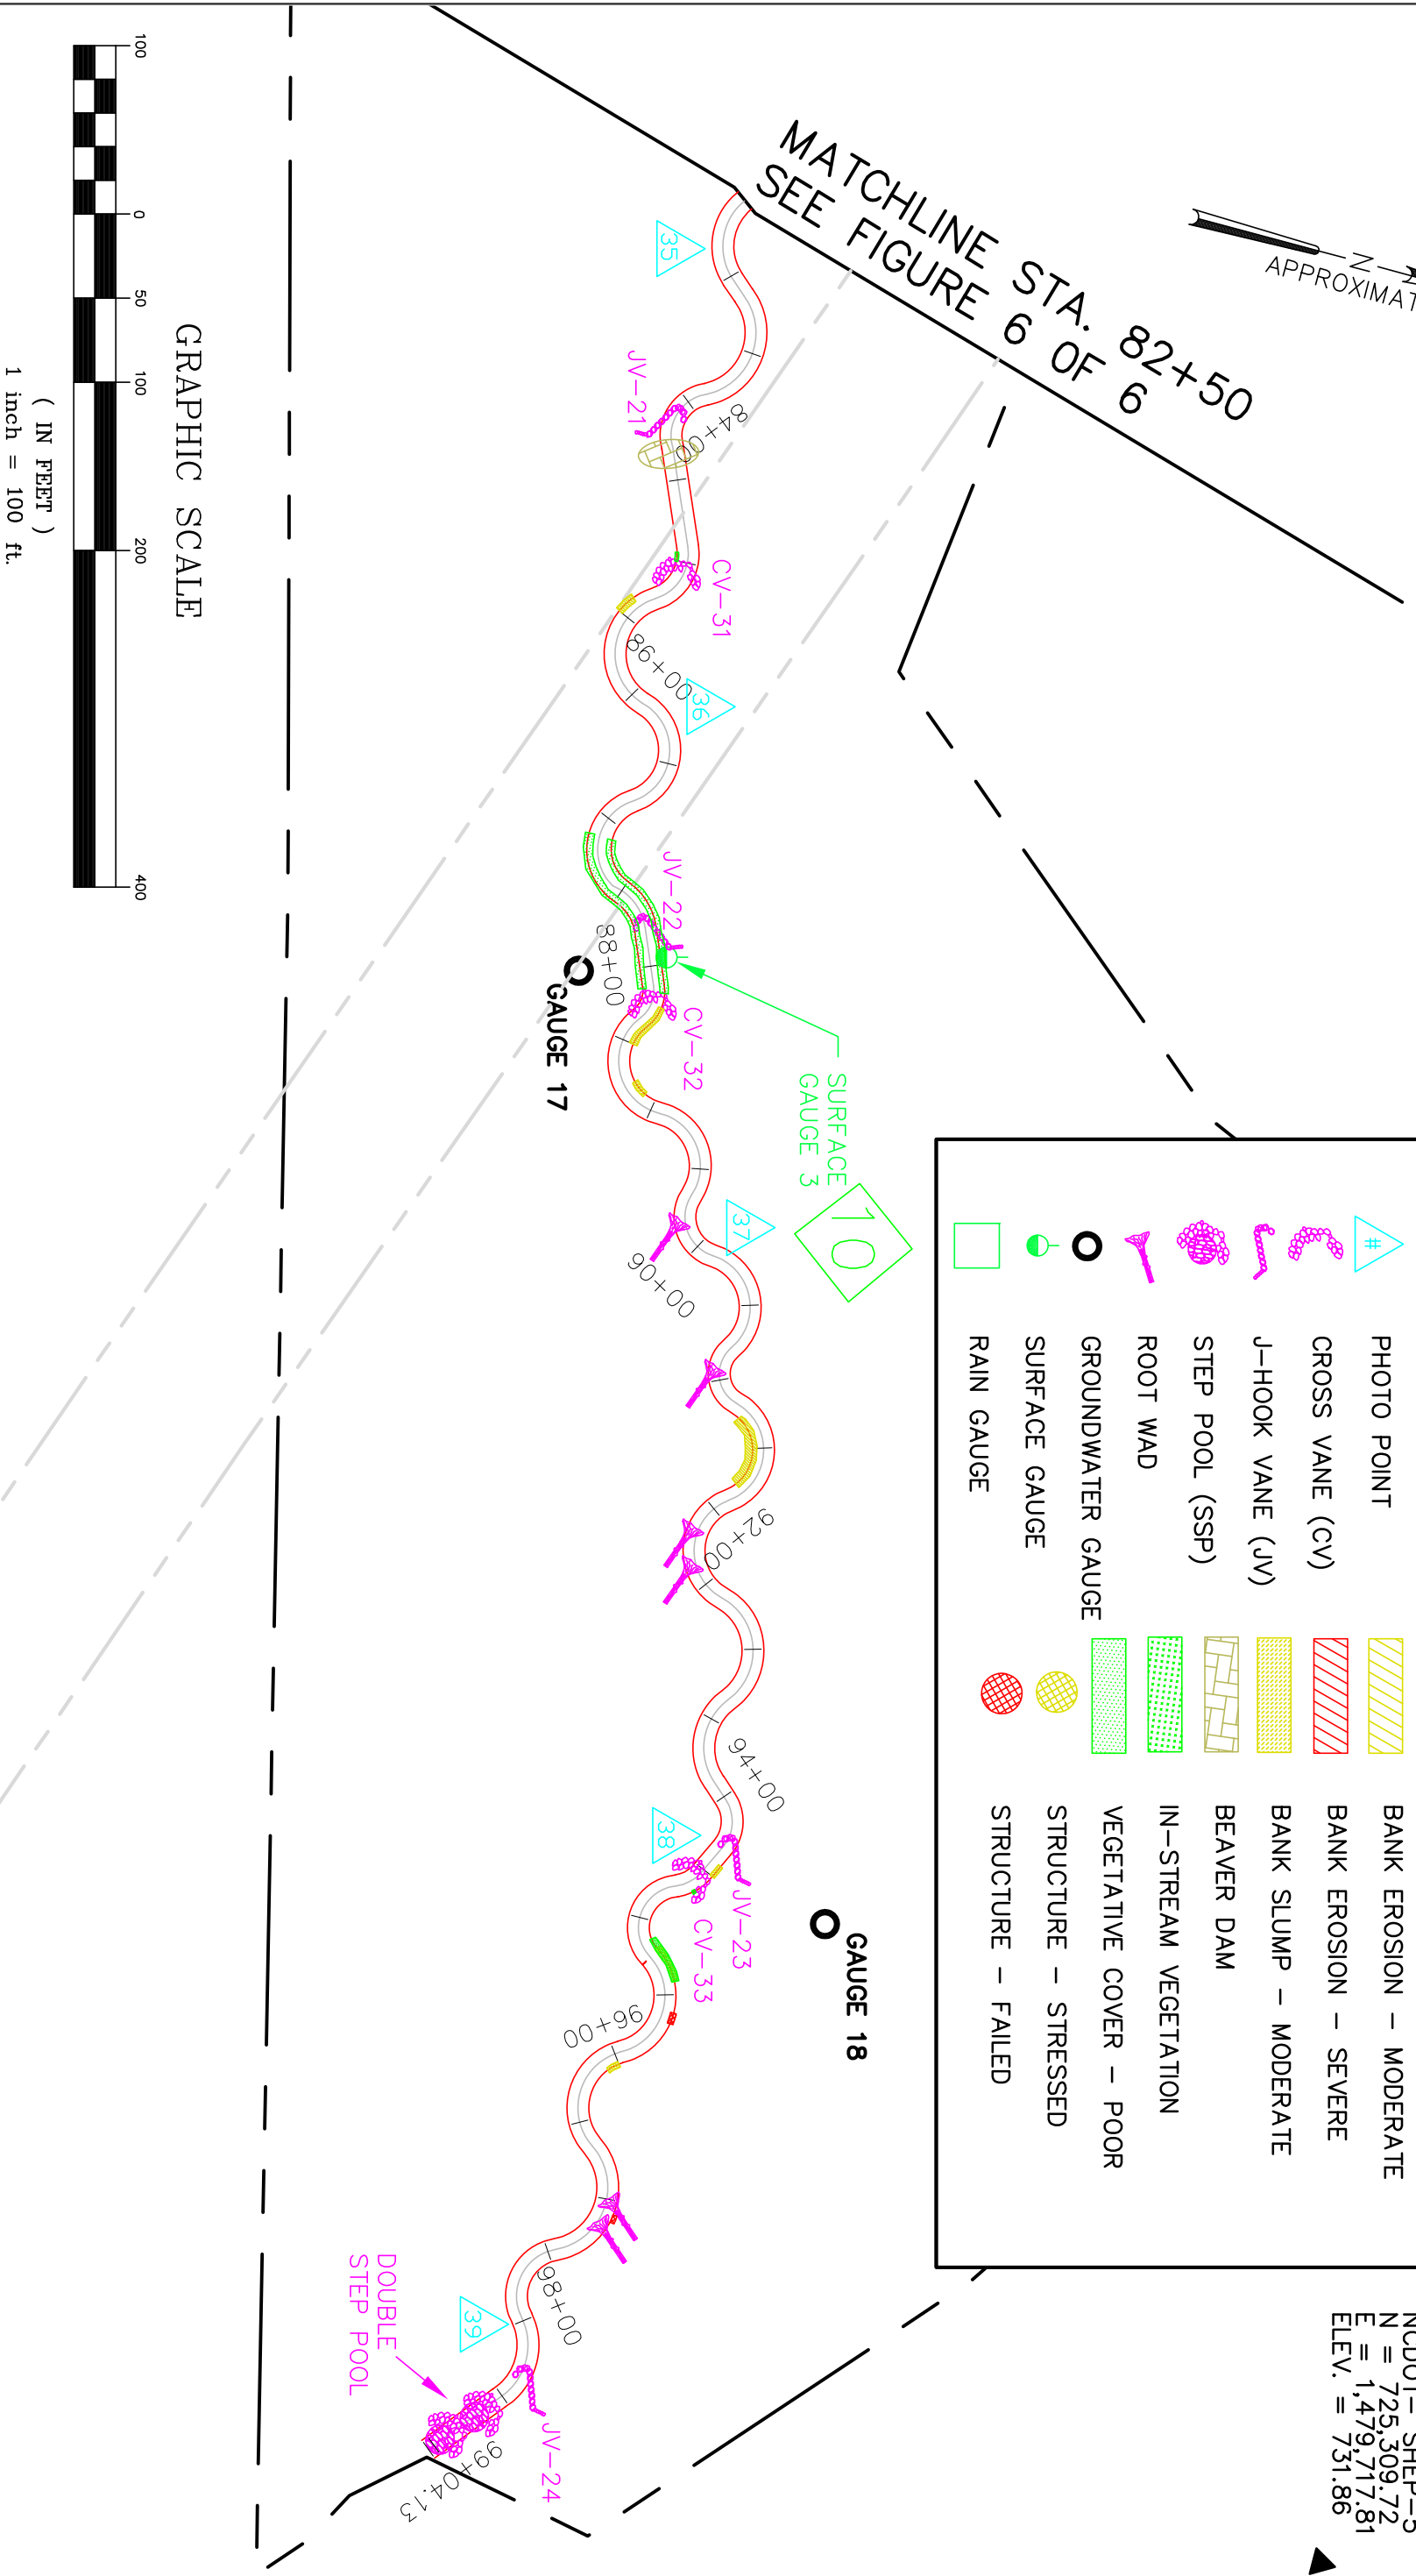 MATCHLINE STA. 82+50
SEE FIGURE 6 OF 6
N
35
JV-21
84+00
CV-31
86+00
36
JV-22
88+00
GAUGE 17
CV-32
SURFACE
GAUGE 3
10
37
90+00
92+00
94+00
38
JV-23
CV-33
GAUGE 18
96+00
98+00
39
DOUBLE
STEP POOL
JV-24
99+04.13
#
PHOTO POINT
CROSS VANE (CV)
J-HOOK VANE (JV)
STEP POOL (SSP)
ROOT WAD
GROUNDWATER GAUGE
SURFACE GAUGE
RAIN GAUGE
BANK EROSION - MODERATE
BANK EROSION - SEVERE
BANK SLUMP - MODERATE
BEAVER DAM
IN-STREAM VEGETATION
VEGETATIVE COVER - POOR
STRUCTURE - STRESSED
STRUCTURE - FAILED
NCDOT- SHEP-5
N = 725,309.72
E = 1,479,717.81
ELEV. = 731.86
GRAPHIC SCALE
100 0 50 100 200 400
( IN FEET )
1 inch = 100 ft.